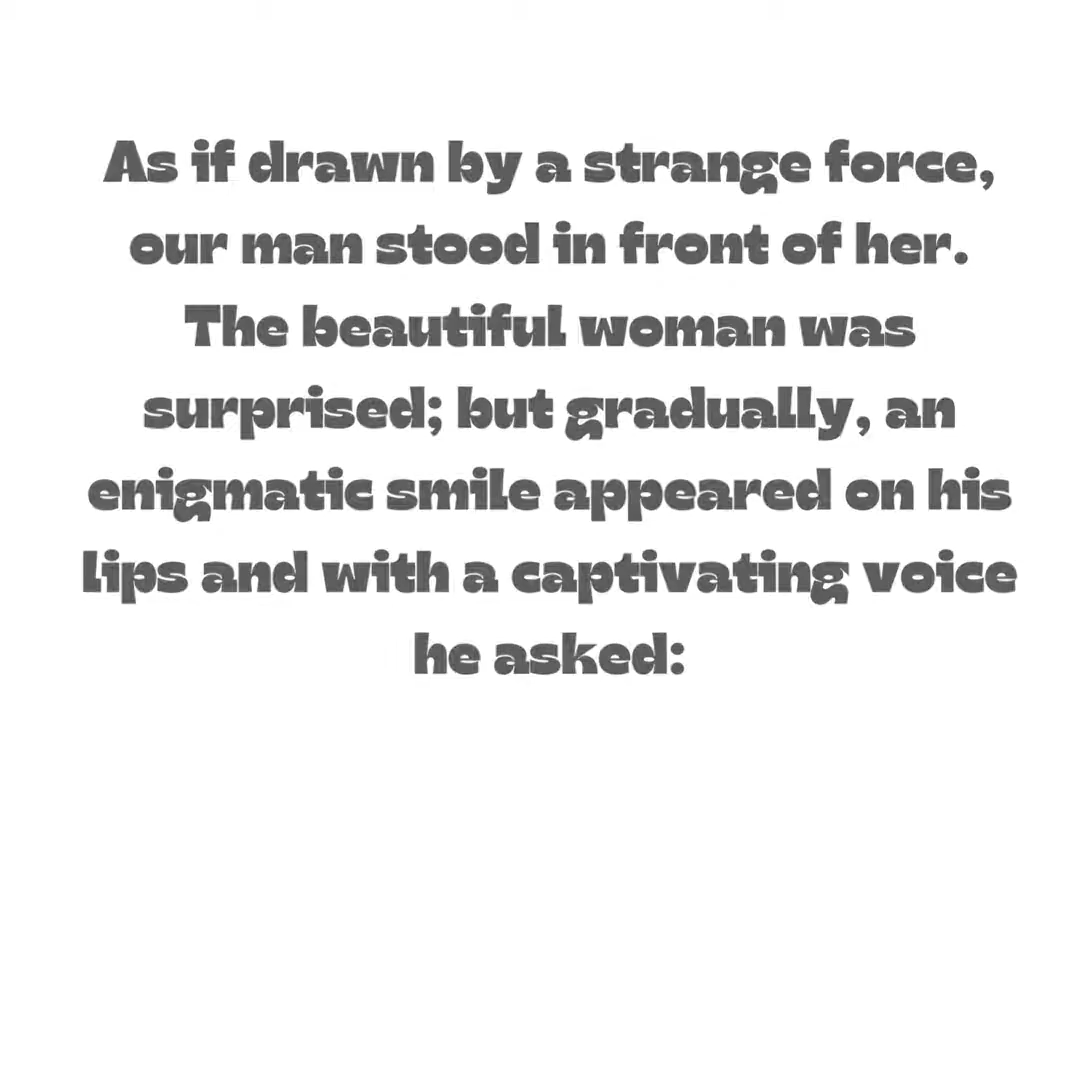 As if drawn by a strange force,
our man stood in front of her.
The beautiful woman was
surprised; but gradually, an
enigmatic smile appeared on his
lips and with a captivating voice
he asked: